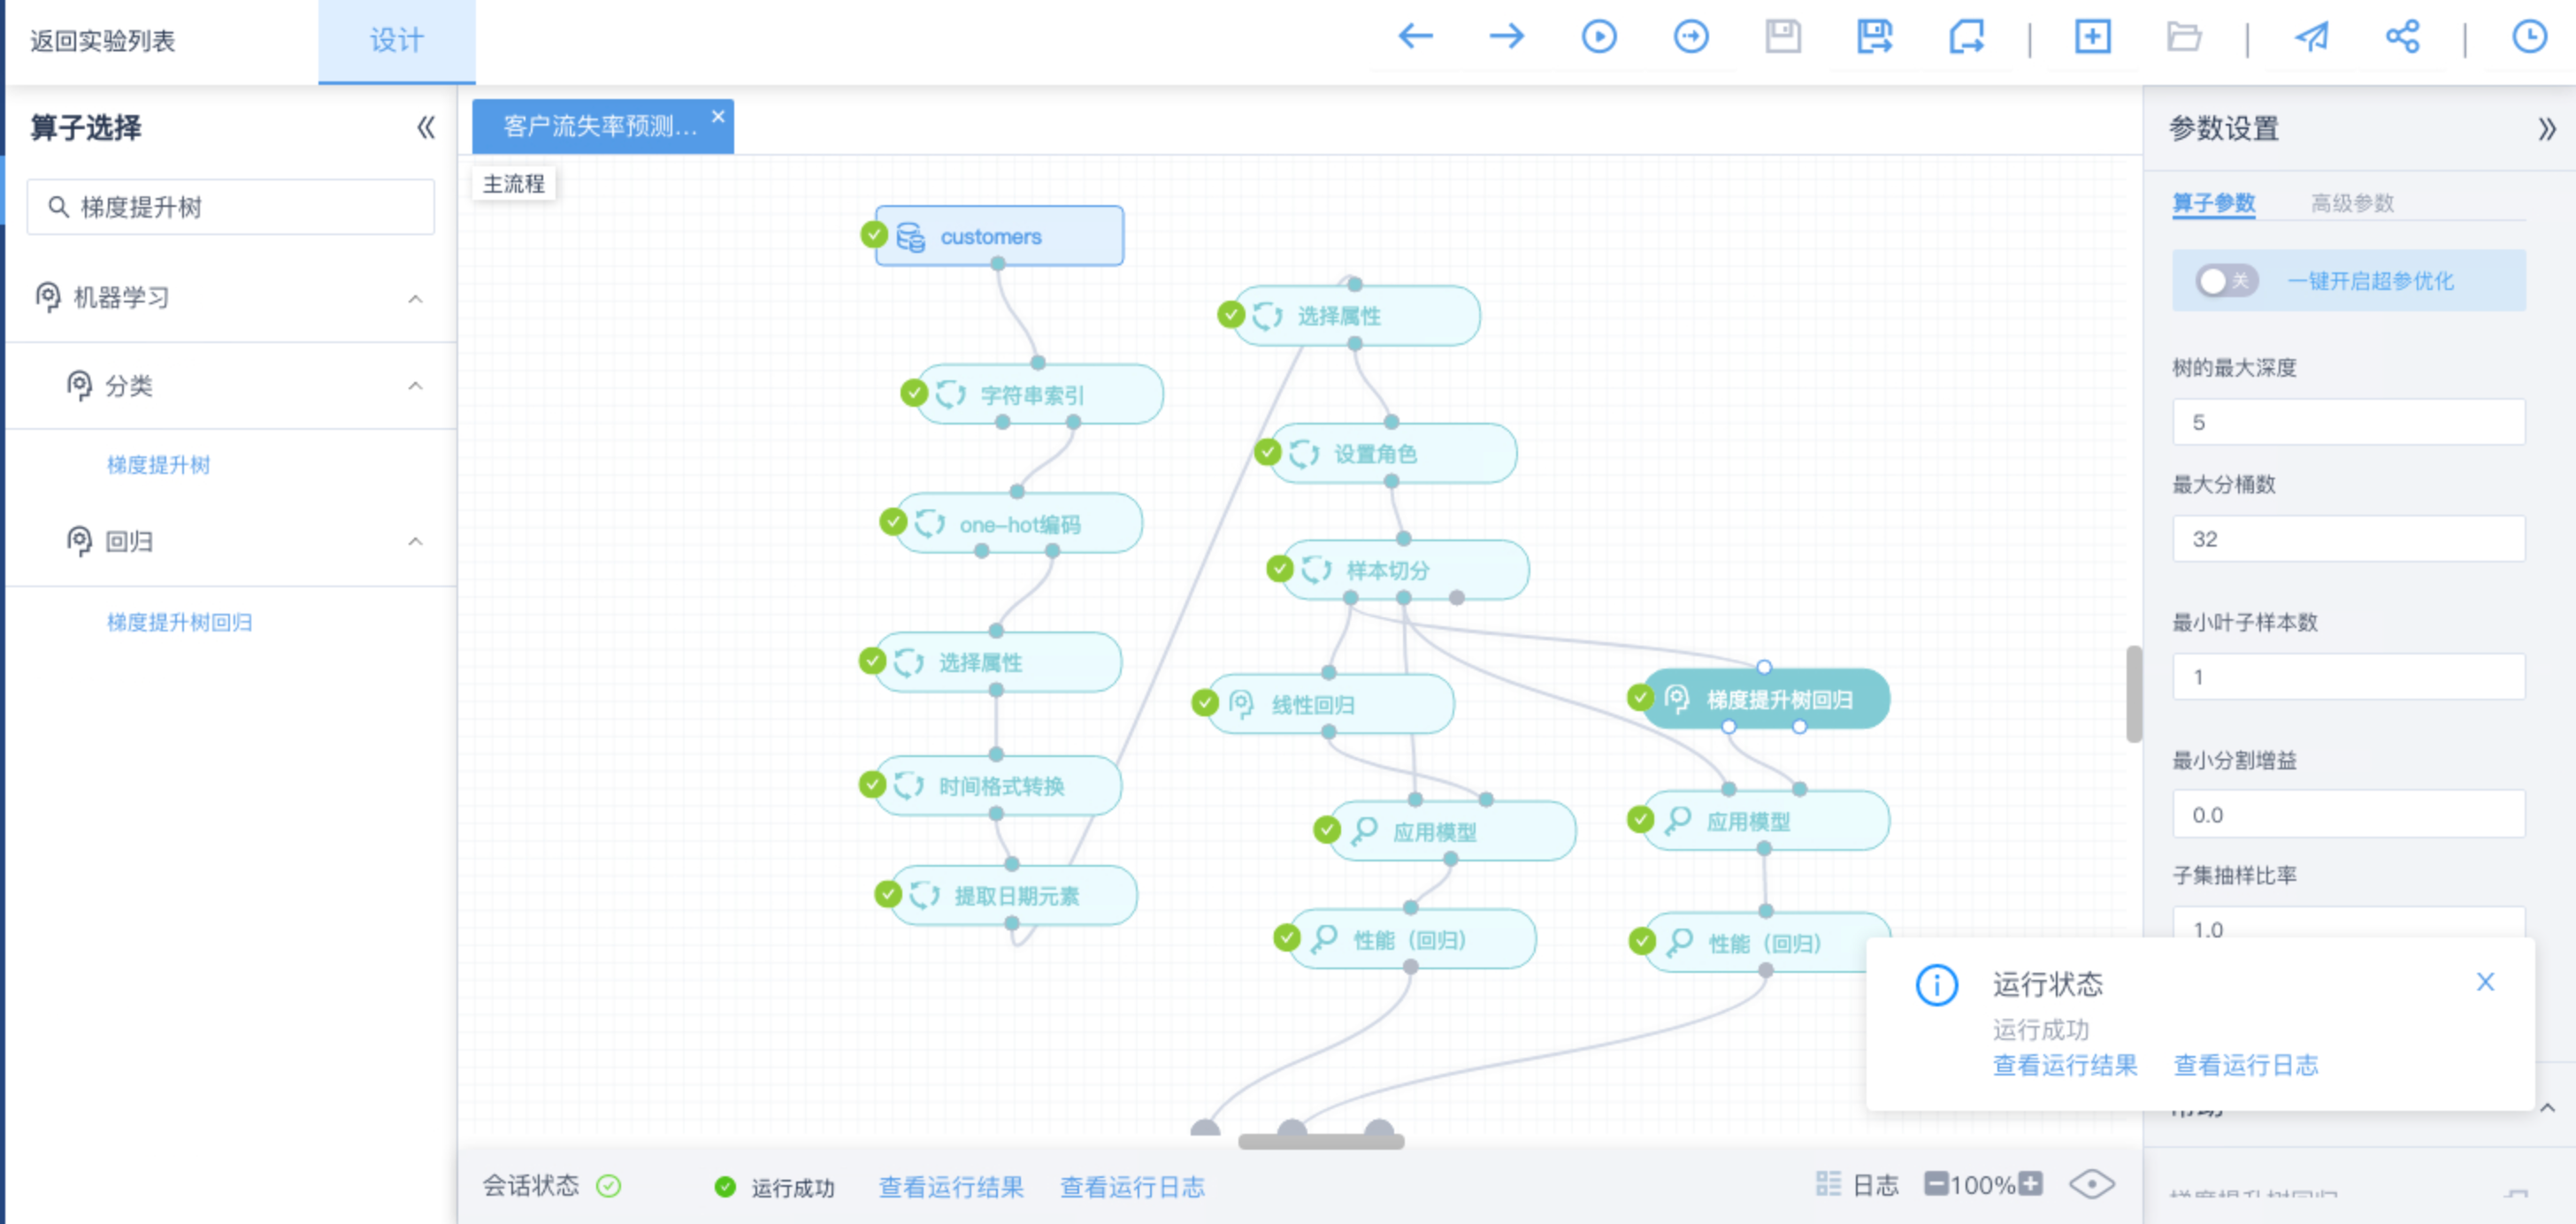 返回实验列表
设计
算子选择
梯度提升树
机器学习
分类
梯度提升树
回归
梯度提升树回归
客户流失率预测...
主流程
customers
字符串索引
one-hot编码
选择属性
时间格式转换
提取日期元素
选择属性
设置角色
样本切分
线性回归
梯度提升树回归
应用模型
应用模型
性能（回归）
性能（回归）
参数设置
算子参数
高级参数
关
一键开启超参优化
树的最大深度
5
最大分桶数
32
最小叶子样本数
1
最小分割增益
0.0
子集抽样比率
1.0
运行状态
运行成功
查看运行结果
查看运行日志
会话状态
运行成功
查看运行结果
查看运行日志
日志
100%
梯度提升树回归